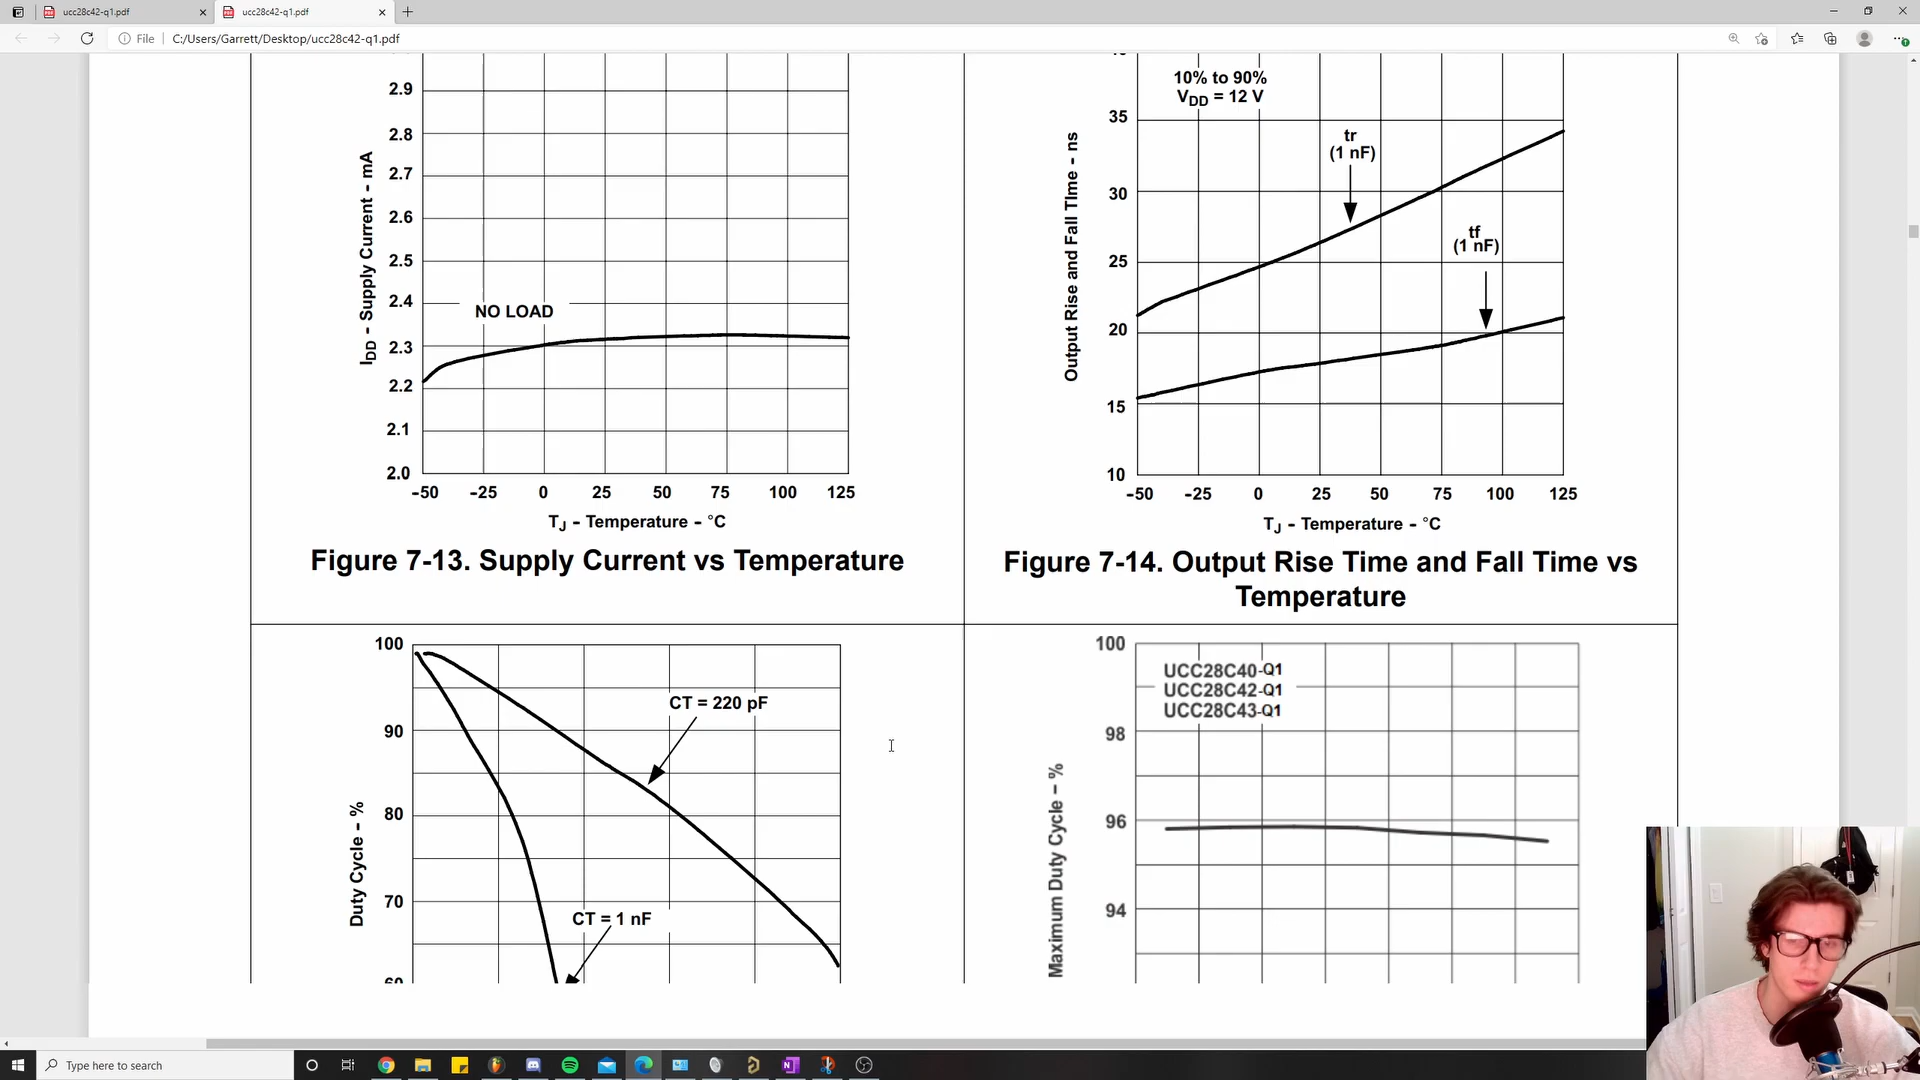 ucc28c42-q1.pdf
ucc28c42-q1.pdf
File
C:/Users/Garrett/Desktop/ucc28c42-q1.pdf
2.9
2.8
2.7
2.6
2.5
2.4
2.3
2.2
2.1
2.0
IDD - Supply Current - mA
NO LOAD
-50 -25 0 25 50 75 100 125
TJ - Temperature - °C
Figure 7-13. Supply Current vs Temperature
10% to 90%
VDD = 12 V
35
30
25
20
15
10
Output Rise and Fall Time - ns
tr
(1 nF)
tf
(1 nF)
-50 -25 0 25 50 75 100 125
TJ - Temperature - °C
Figure 7-14. Output Rise Time and Fall Time vs
Temperature
100
90
80
70
60
Duty Cycle - %
CT = 220 pF
CT = 1 nF
100
98
96
94
Maximum Duty Cycle - %
UCC28C40-Q1
UCC28C42-Q1
UCC28C43-Q1
Type here to search